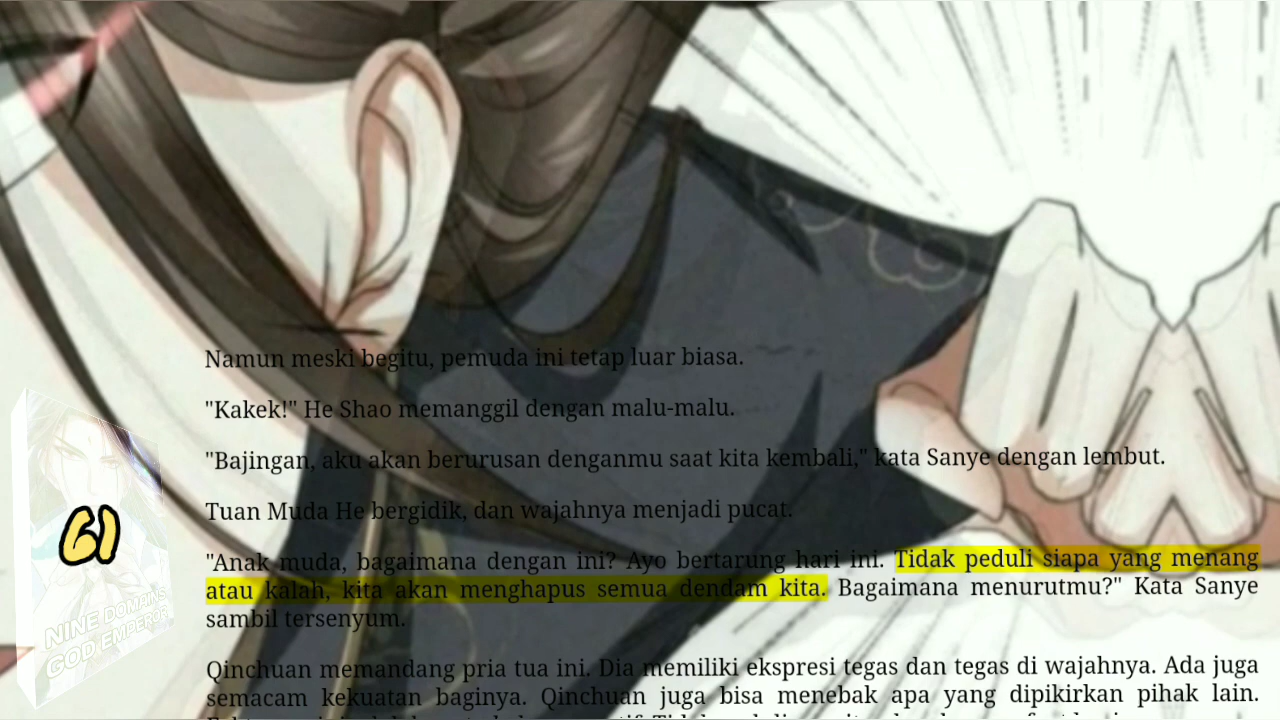 Namun meski begitu, pemuda ini tetap luar biasa.
"Kakek!" He Shao memanggil dengan malu-malu.
"Bajingan, aku akan berurusan denganmu saat kita kembali," kata Sanye dengan lembut.
Tuan Muda He bergidik, dan wajahnya menjadi pucat.
"Anak muda, bagaimana dengan ini? Ayo bertarung hari ini. Tidak peduli siapa yang menang
atau kalah, kita akan menghapus semua dendam kita. Bagaimana menurutmu?" Kata Sanye
sambil tersenyum.
Qinchuan memandang pria tua ini. Dia memiliki ekspresi tegas dan tegas di wajahnya. Ada juga
semacam kekuatan baginya. Qinchuan juga bisa menebak apa yang dipikirkan pihak lain.
61
NINE DOMAINS
GOD EMPEROR